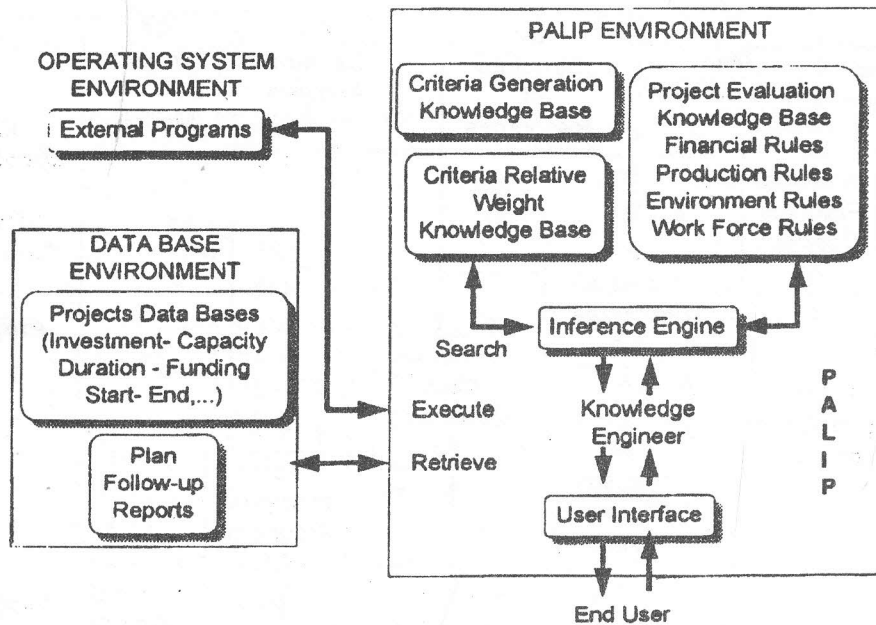 PALIP ENVIRONMENT
OPERATING SYSTEM
ENVIRONMENT
External Programs
Criteria Generation
Knowledge Base
Project Evaluation
Knowledge Base
Financial Rules
Production Rules
Environment Rules
Work Force Rules
Criteria Relative
Weight
Knowledge Base
DATA BASE
ENVIRONMENT
Projects Data Bases
(Investment- Capacity
Duration - Funding
Start- End,...)
Plan
Follow-up
Reports
Inference Engine
Search
Execute
Retrieve
Knowledge
Engineer
P
A
L
I
P
User Interface
End User